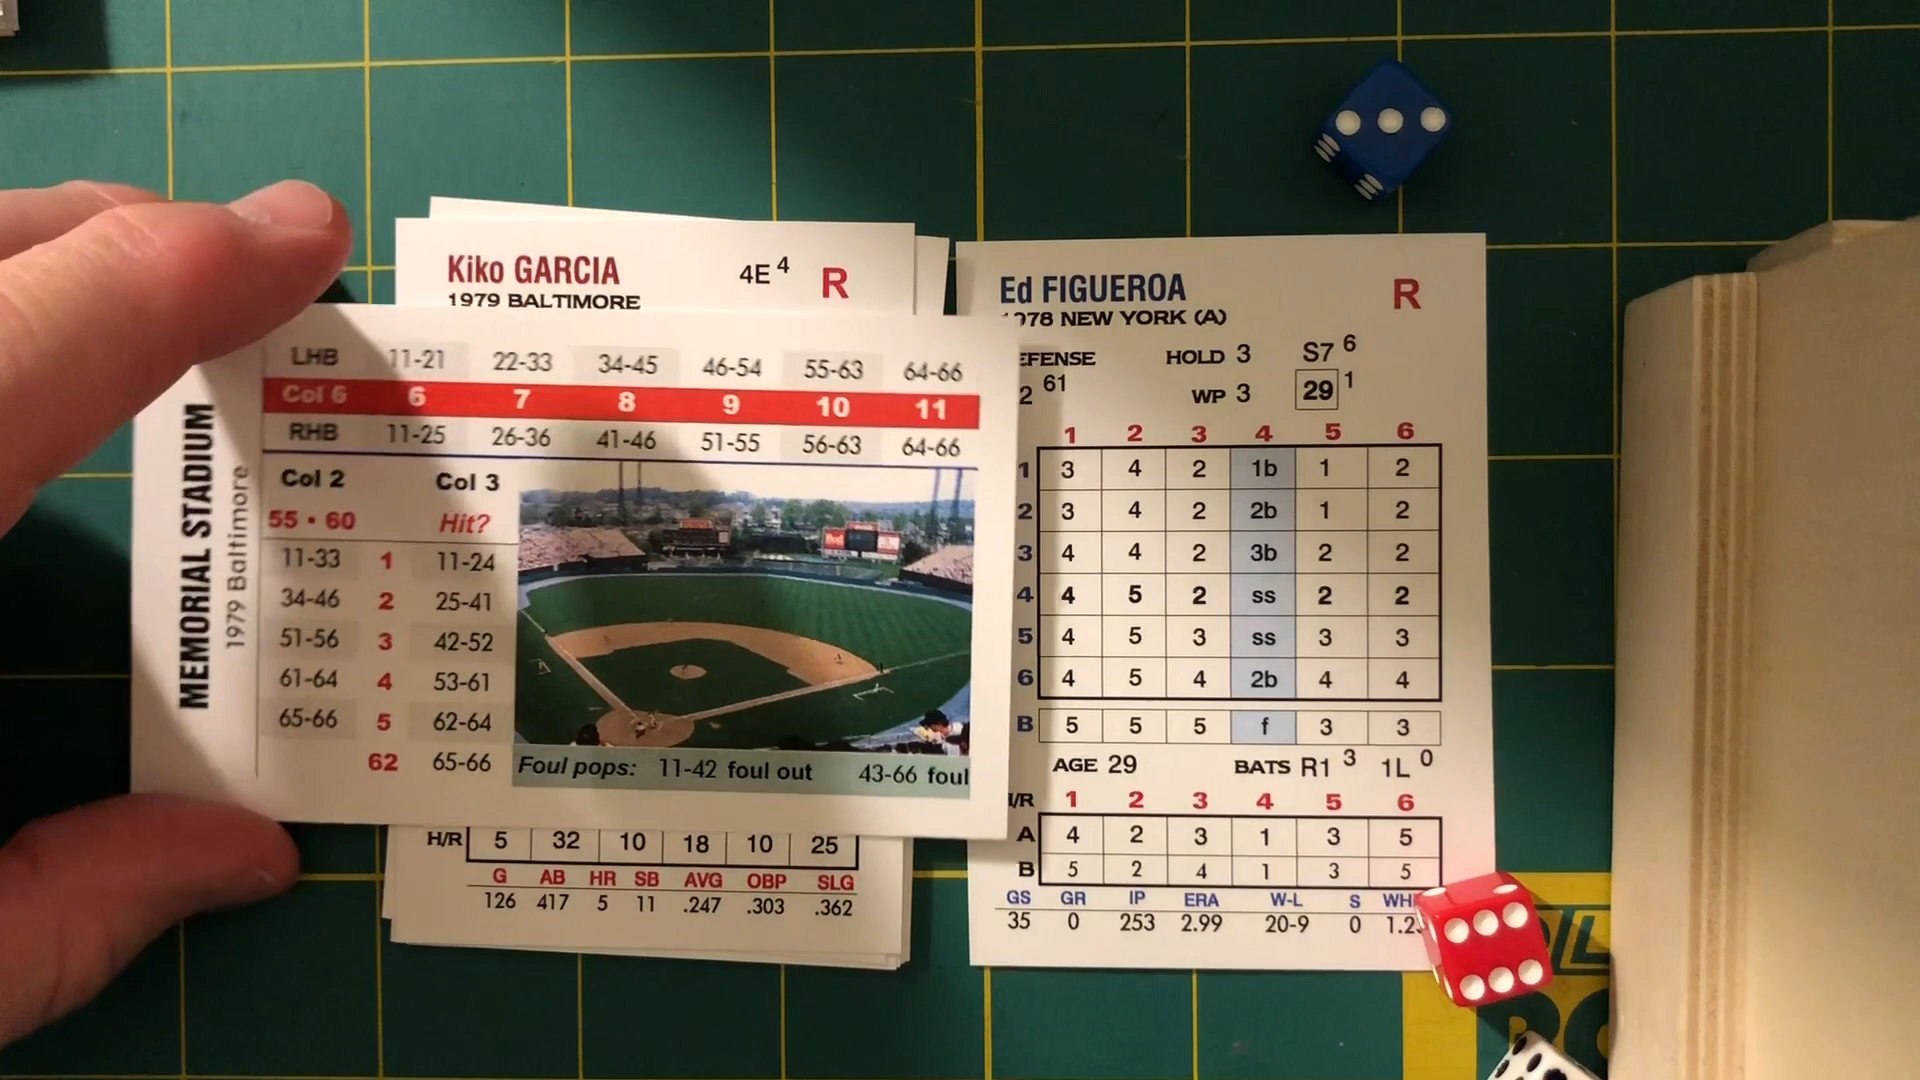 Kiko GARCIA 4E 4 R
1979 BALTIMORE
MEMORIAL STADIUM
1979 Baltimore
LHB 11-21 22-33 34-45 46-54 55-63 64-66
Col 6 6 7 8 9 10 11
RHB 11-25 26-36 41-46 51-55 56-63 64-66
Col 2 Col 3
55 • 60 Hit?
11-33 1 11-24
34-46 2 25-41
51-56 3 42-52
61-64 4 53-61
65-66 5 62-64
62 65-66
Foul pops: 11-42 foul out 43-66 foul
H/R 5 32 10 18 10 25
G AB HR SB AVG OBP SLG
126 417 5 11 .247 .303 .362
Ed FIGUEROA R
1978 NEW YORK (A)
EFENSE HOLD 3 S7 6
2 61 WP 3 29 1
1 2 3 4 5 6
1 3 4 2 1b 1 2
2 3 4 2 2b 1 2
3 4 4 2 3b 2 2
4 4 5 2 ss 2 2
5 4 5 3 ss 3 3
6 4 5 4 2b 4 4
B 5 5 5 f 3 3
AGE 29 BATS R1 3 1L 0
H/R 1 2 3 4 5 6
A 4 2 3 1 3 5
B 5 2 4 1 3 5
GS GR IP ERA W-L S WH
35 0 253 2.99 20-9 0 1.2